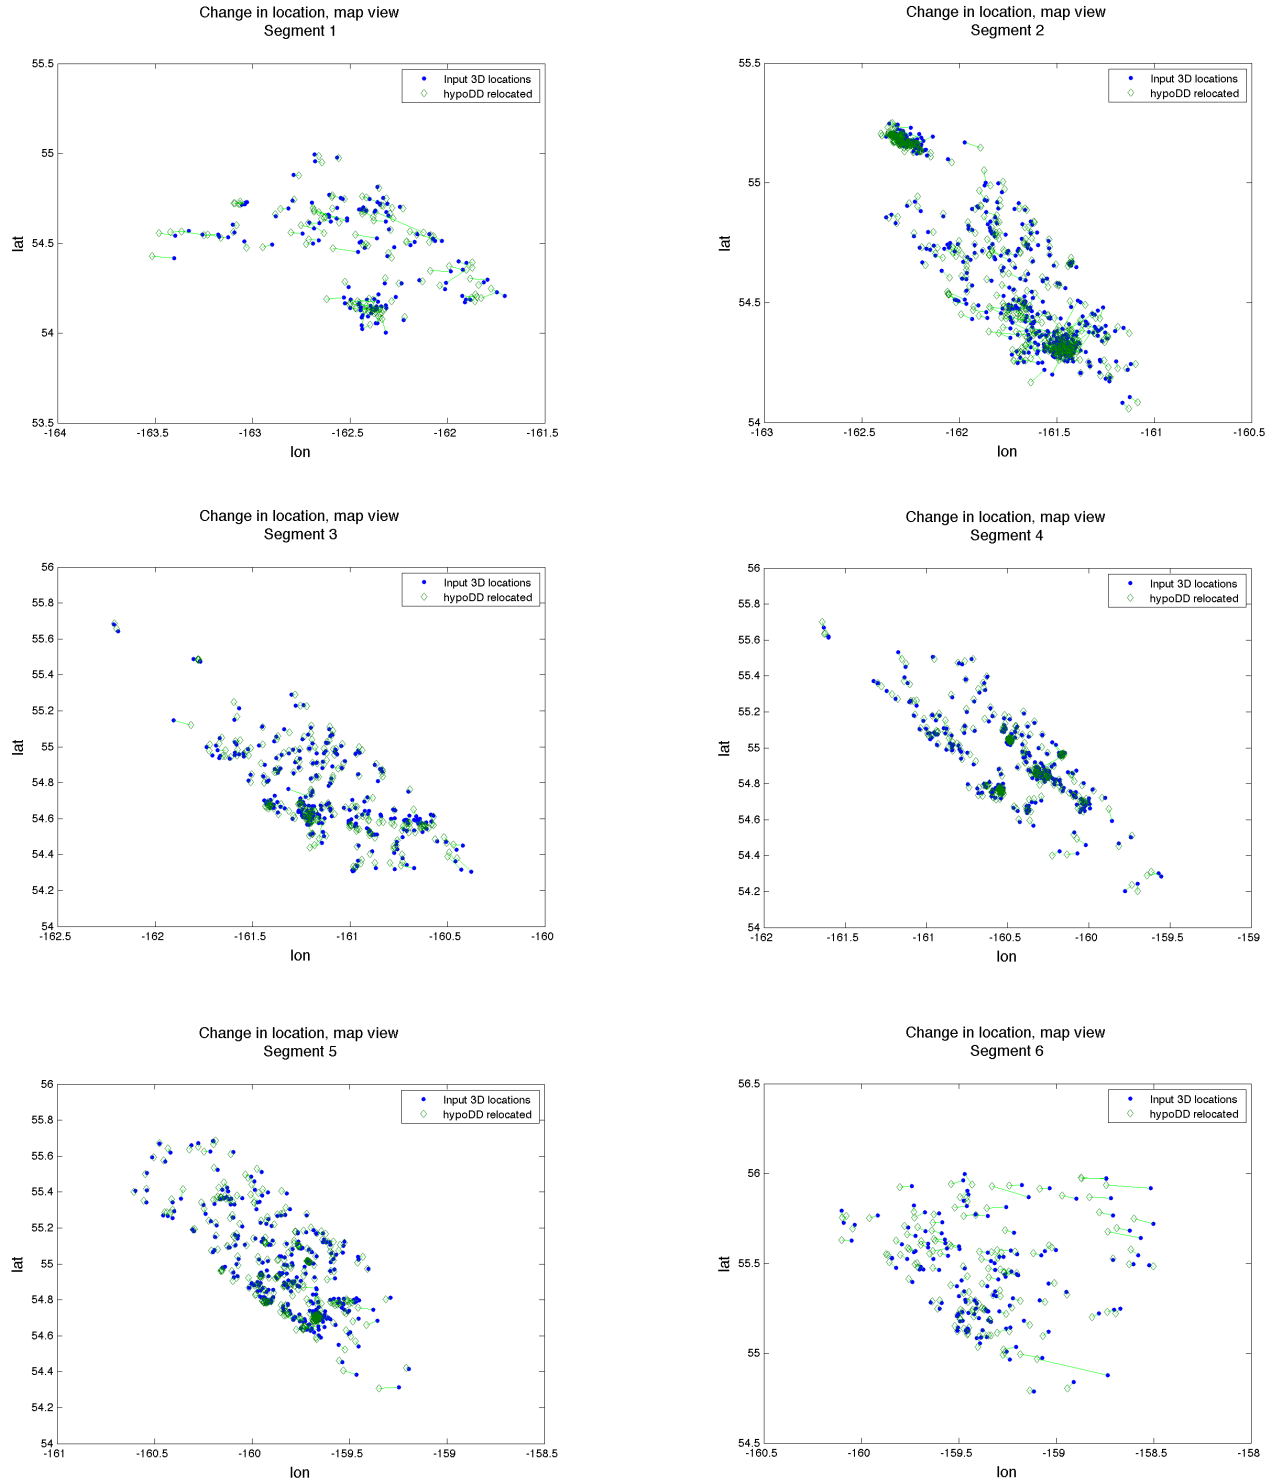 Change in location, map view
Segment 1
55.5
55
54.5
54
53.5
lat
-164
-163.5
-163
-162.5
-162
-161.5
lon
Input 3D locations
hypoDD relocated
Change in location, map view
Segment 2
55.5
55
54.5
54
lat
-163
-162.5
-162
-161.5
-161
-160.5
lon
Input 3D locations
hypoDD relocated
Change in location, map view
Segment 3
56
55.8
55.6
55.4
55.2
55
54.8
54.6
54.4
54.2
54
lat
-162.5
-162
-161.5
-161
-160.5
-160
lon
Input 3D locations
hypoDD relocated
Change in location, map view
Segment 4
56
55.8
55.6
55.4
55.2
55
54.8
54.6
54.4
54.2
54
lat
-162
-161.5
-161
-160.5
-160
-159.5
-159
lon
Input 3D locations
hypoDD relocated
Change in location, map view
Segment 5
56
55.8
55.6
55.4
55.2
55
54.8
54.6
54.4
54.2
54
lat
-161
-160.5
-160
-159.5
-159
-158.5
lon
Input 3D locations
hypoDD relocated
Change in location, map view
Segment 6
56.5
56
55.5
55
54.5
lat
-160.5
-160
-159.5
-159
-158.5
-158
lon
Input 3D locations
hypoDD relocated